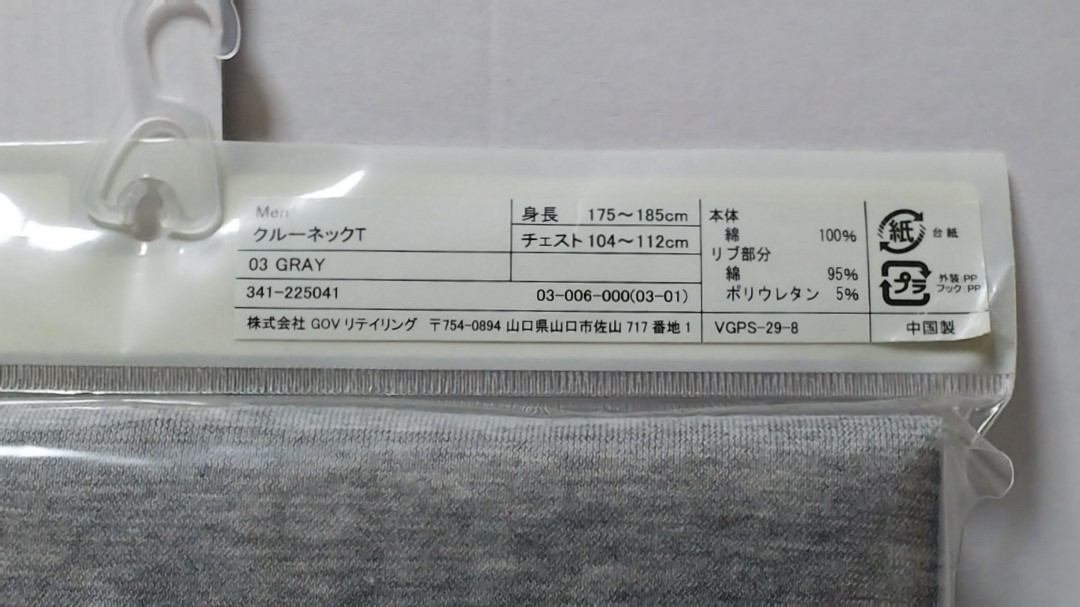 Men
クルーネックT
身長 175～185cm
チェスト 104～112cm
03 GRAY
341-225041 03-006-000(03-01)
株式会社 GOVリテイリング 〒754-0894 山口県山口市佐山 717 番地 1
本体
綿 100%
リブ部分
綿 95%
ポリウレタン 5%
VGPS-29-8
紙 台紙
プラ 外装:PP
フック:PP
中国製